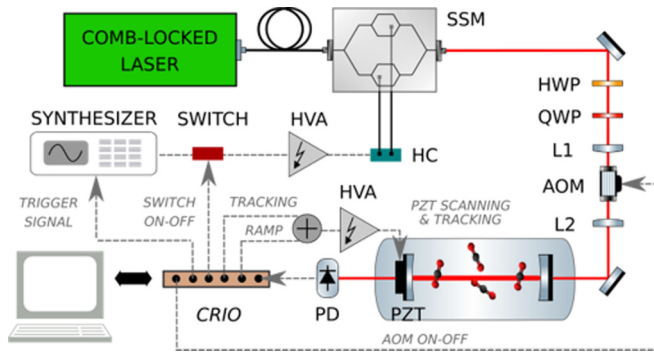 COMB-LOCKED
LASER
SSM
HWP
QWP
L1
AOM
L2
SYNTHESIZER
SWITCH
HVA
HC
TRIGGER
SIGNAL
SWITCH
ON-OFF
TRACKING
RAMP
HVA
PZT SCANNING
& TRACKING
CRIO
PD
PZT
AOM ON-OFF